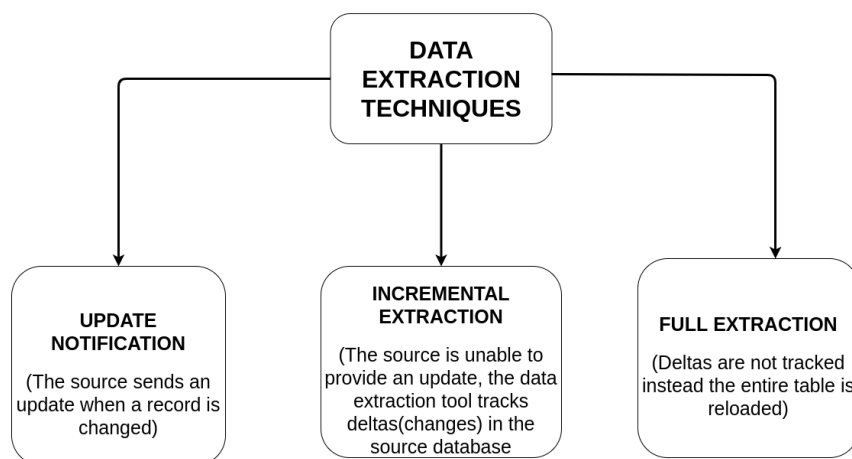 DATA
EXTRACTION
TECHNIQUES
UPDATE
NOTIFICATION
(The source sends an
update when a record is
changed)
INCREMENTAL
EXTRACTION
(The source is unable to
provide an update, the data
extraction tool tracks
deltas(changes) in the
source database
FULL EXTRACTION
(Deltas are not tracked
instead the entire table is
reloaded)